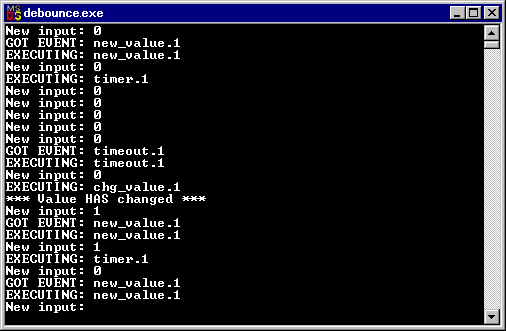 debounce.exe
New input: 0
GOT EVENT: new_value.1
EXECUTING: new_value.1
New input: 0
EXECUTING: timer.1
New input: 0
New input: 0
New input: 0
New input: 0
New input: 0
GOT EVENT: timeout.1
EXECUTING: timeout.1
New input: 0
EXECUTING: chg_value.1
*** Value HAS changed ***
New input: 1
GOT EVENT: new_value.1
EXECUTING: new_value.1
New input: 1
EXECUTING: timer.1
New input: 0
GOT EVENT: new_value.1
EXECUTING: new_value.1
New input: